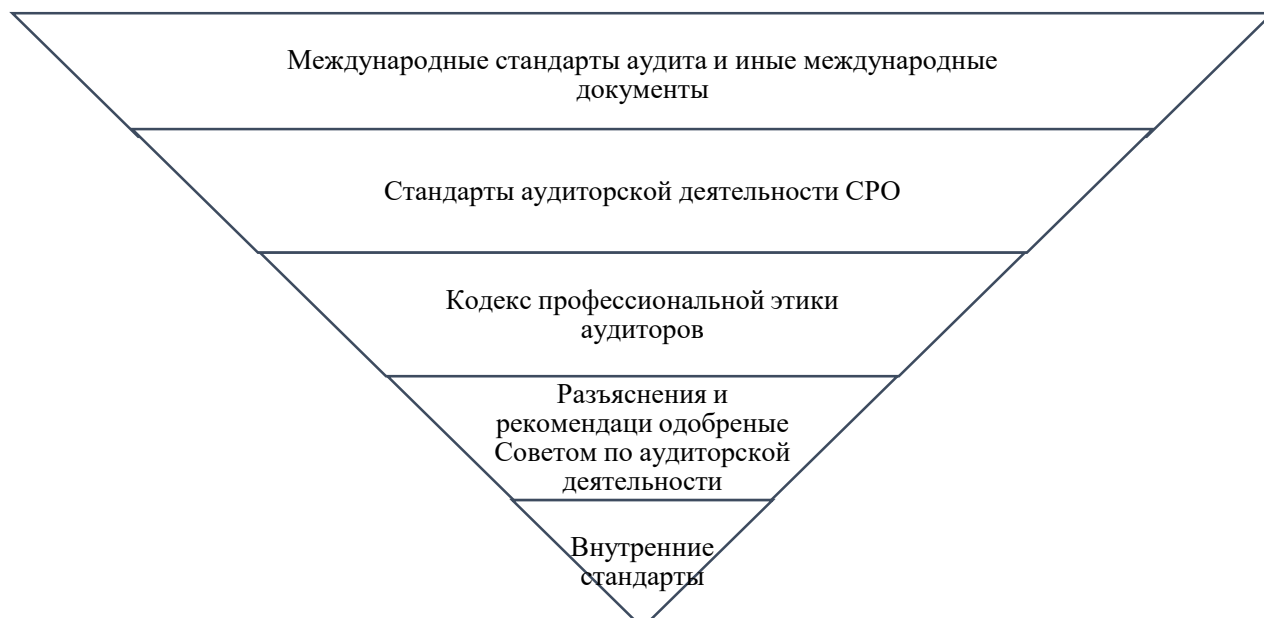 Международные стандарты аудита и иные международные
документы
Стандарты аудиторской деятельности СРО
Кодекс профессиональной этики
аудиторов
Разъяснения и
рекомендаци одобреные
Советом по аудиторской
деятельности
Внутренние
стандарты